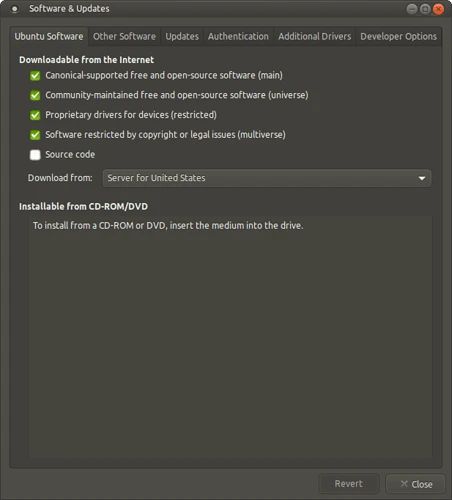 Software & Updates
Ubuntu Software
Other Software
Updates
Authentication
Additional Drivers
Developer Options
Downloadable from the Internet
Canonical-supported free and open-source software (main)
Community-maintained free and open-source software (universe)
Proprietary drivers for devices (restricted)
Software restricted by copyright or legal issues (multiverse)
Source code
Download from: Server for United States
Installable from CD-ROM/DVD
To install from a CD-ROM or DVD, insert the medium into the drive.
Revert
Close